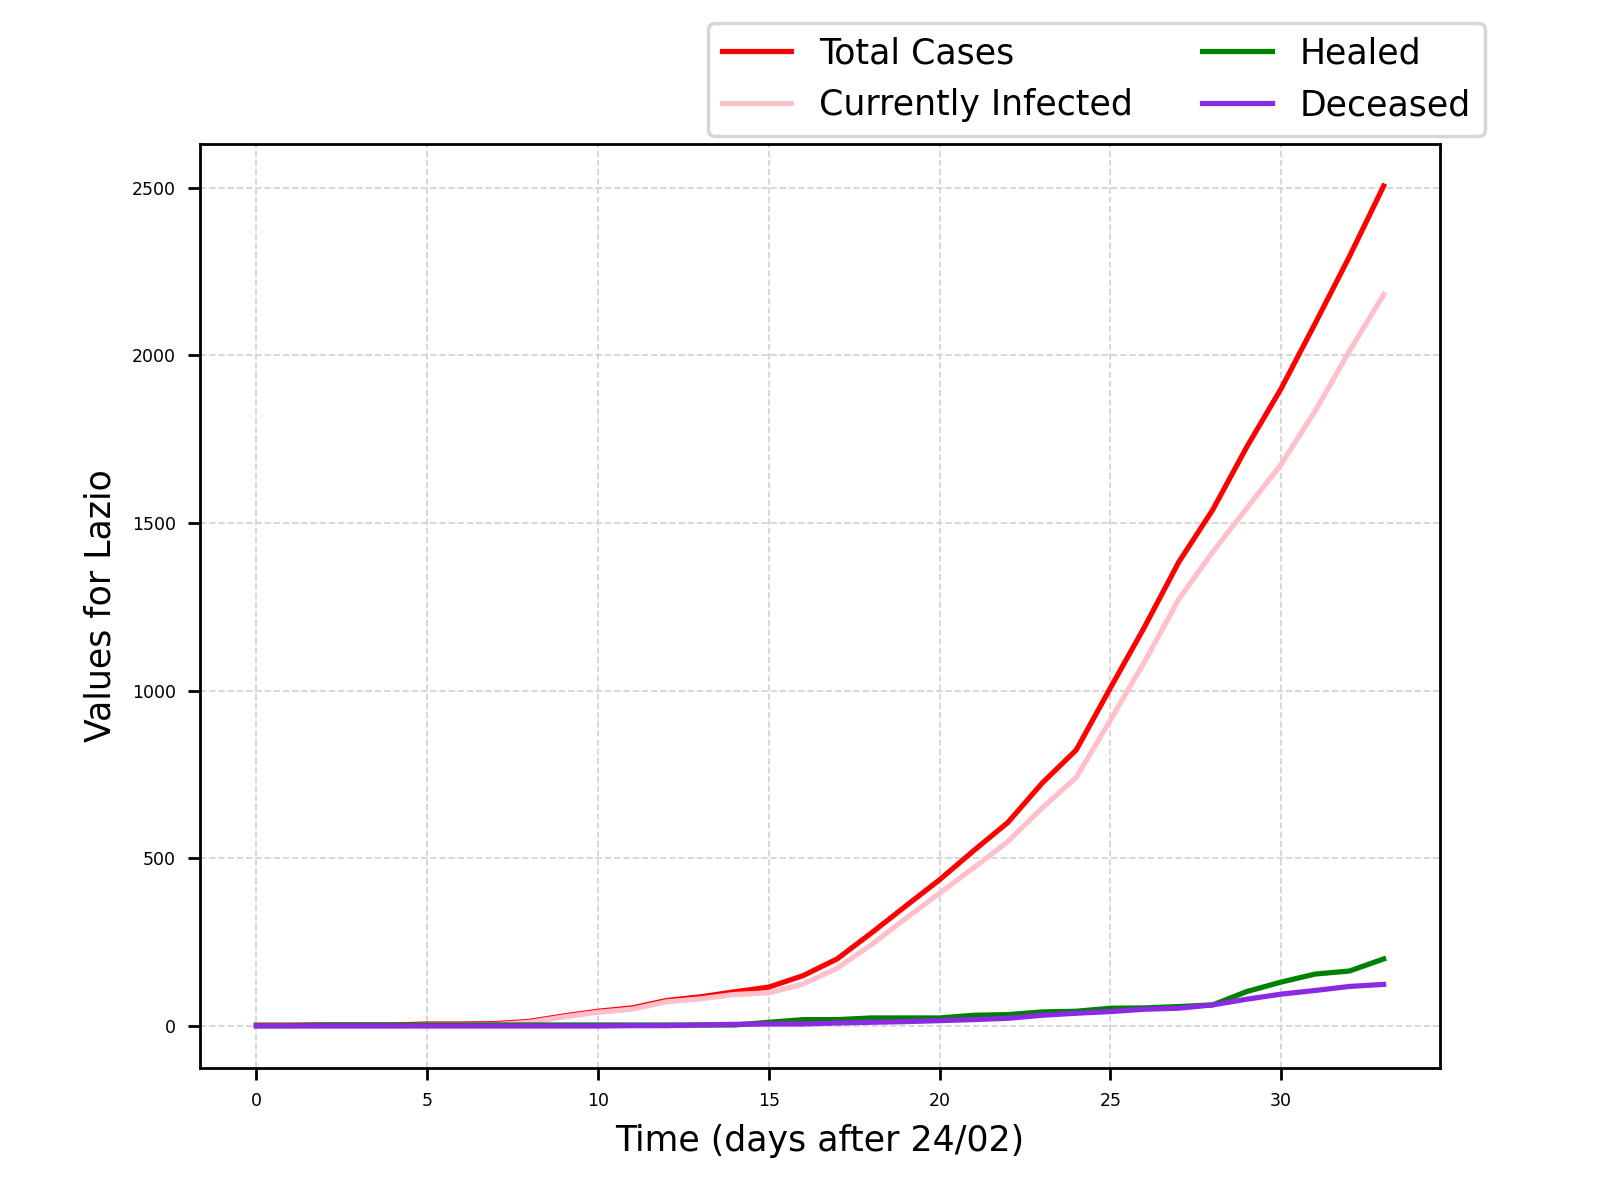 Total Cases
Currently Infected
Healed
Deceased
2500
2000
1500
1000
500
0
Values for Lazio
0 5 10 15 20 25 30
Time (days after 24/02)